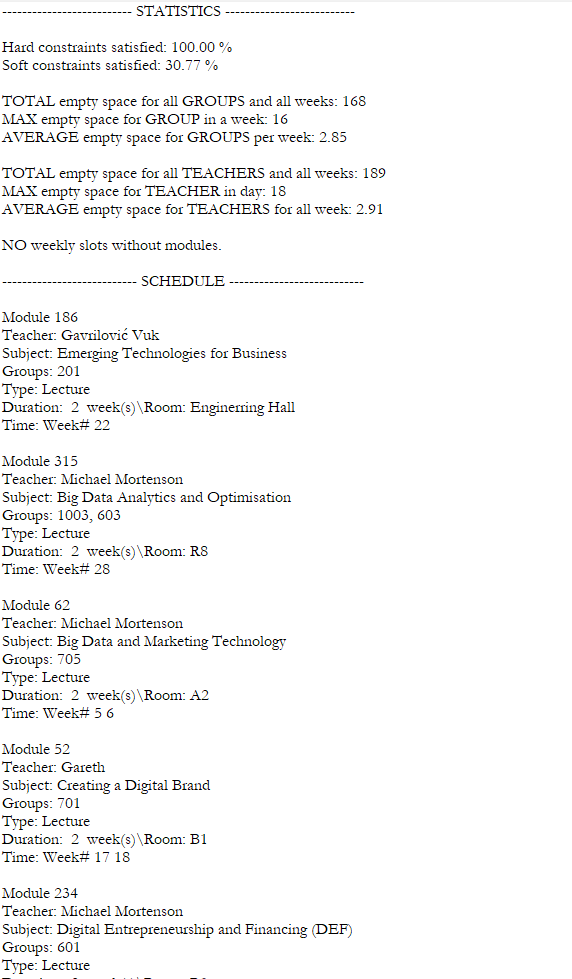 -------------------------- STATISTICS --------------------------
Hard constraints satisfied: 100.00 %
Soft constraints satisfied: 30.77 %
TOTAL empty space for all GROUPS and all weeks: 168
MAX empty space for GROUP in a week: 16
AVERAGE empty space for GROUPS per week: 2.85
TOTAL empty space for all TEACHERS and all weeks: 189
MAX empty space for TEACHER in day: 18
AVERAGE empty space for TEACHERS for all week: 2.91
NO weekly slots without modules.
--------------------------- SCHEDULE ---------------------------
Module 186
Teacher: Gavrilović Vuk
Subject: Emerging Technologies for Business
Groups: 201
Type: Lecture
Duration: 2 week(s)\Room: Enginerring Hall
Time: Week# 22
Module 315
Teacher: Michael Mortenson
Subject: Big Data Analytics and Optimisation
Groups: 1003, 603
Type: Lecture
Duration: 2 week(s)\Room: R8
Time: Week# 28
Module 62
Teacher: Michael Mortenson
Subject: Big Data and Marketing Technology
Groups: 705
Type: Lecture
Duration: 2 week(s)\Room: A2
Time: Week# 5 6
Module 52
Teacher: Gareth
Subject: Creating a Digital Brand
Groups: 701
Type: Lecture
Duration: 2 week(s)\Room: B1
Time: Week# 17 18
Module 234
Teacher: Michael Mortenson
Subject: Digital Entrepreneurship and Financing (DEF)
Groups: 601
Type: Lecture